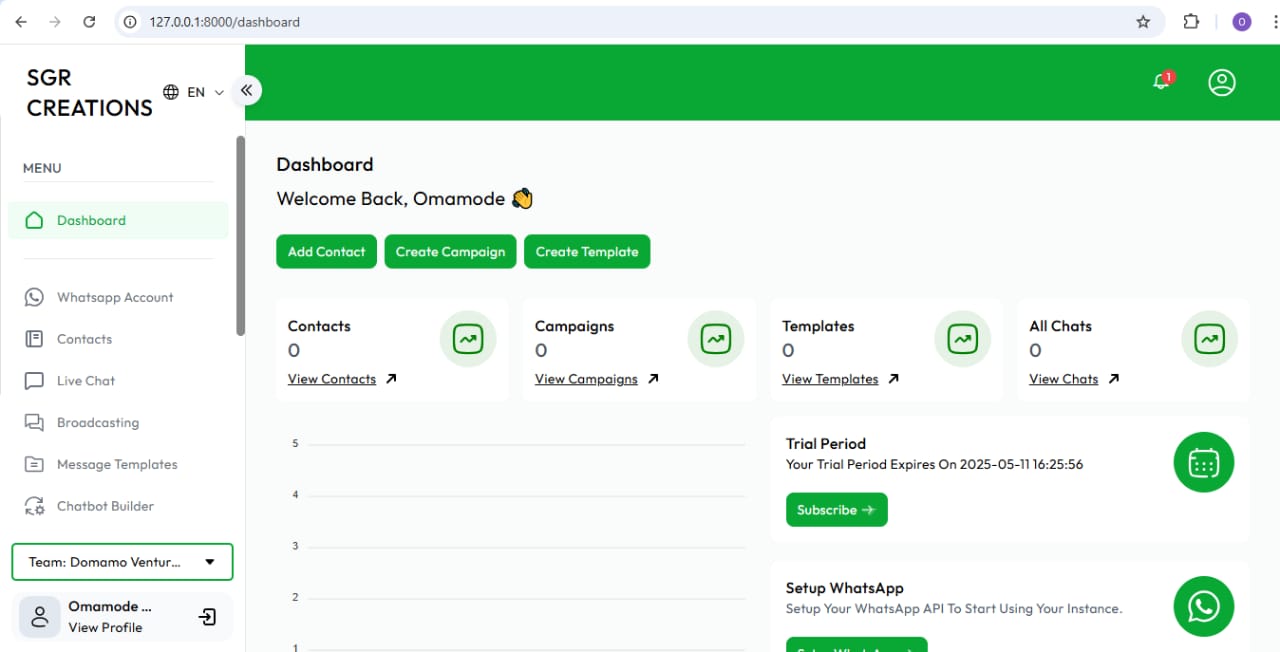 127.0.0.1:8000/dashboard
O
SGR
CREATIONS
EN
1
MENU
Dashboard
Whatsapp Account
Contacts
Live Chat
Broadcasting
Message Templates
Chatbot Builder
Team: Domamo Ventur...
Omamode ...
View Profile
Dashboard
Welcome Back, Omamode 👏
Add Contact
Create Campaign
Create Template
Contacts
0
View Contacts
Campaigns
0
View Campaigns
Templates
0
View Templates
All Chats
0
View Chats
5
4
3
2
1
Trial Period
Your Trial Period Expires On 2025-05-11 16:25:56
Subscribe
Setup WhatsApp
Setup Your WhatsApp API To Start Using Your Instance.